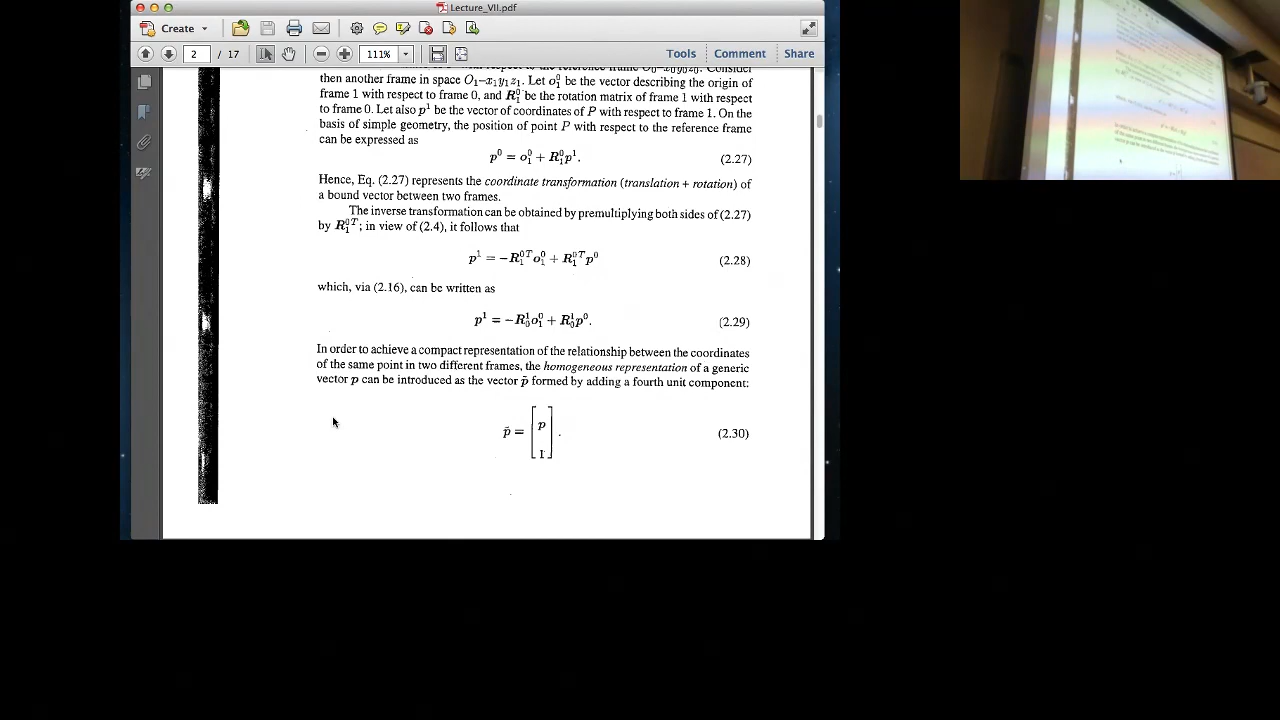 Lecture_VII.pdf
Create
2 / 17
111%
Tools Comment Share
then another frame in space O₁–x₁y₁z₁. Let o₁⁰ be the vector describing the origin of
frame 1 with respect to frame 0, and R₁⁰ be the rotation matrix of frame 1 with respect
to frame 0. Let also p¹ be the vector of coordinates of P with respect to frame 1. On the
basis of simple geometry, the position of point P with respect to the reference frame
can be expressed as
p⁰ = o₁⁰ + R₁⁰p¹. (2.27)
Hence, Eq. (2.27) represents the coordinate transformation (translation + rotation) of
a bound vector between two frames.
The inverse transformation can be obtained by premultiplying both sides of (2.27)
by R₁⁰ᵀ; in view of (2.4), it follows that
p¹ = −R₁⁰ᵀo₁⁰ + R₁⁰ᵀp⁰ (2.28)
which, via (2.16), can be written as
p¹ = −R₀¹o₁⁰ + R₀¹p⁰. (2.29)
In order to achieve a compact representation of the relationship between the coordinates
of the same point in two different frames, the homogeneous representation of a generic
vector p can be introduced as the vector p̃ formed by adding a fourth unit component:
p̃ = [ p
1 ] . (2.30)